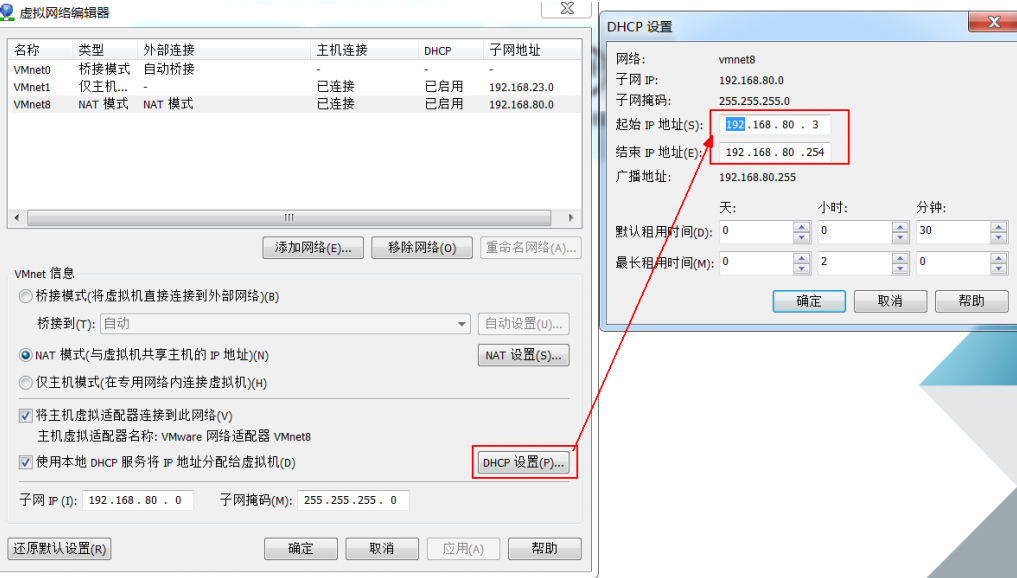 虚拟网络编辑器
名称 类型 外部连接 主机连接 DHCP 子网地址
VMnet0 桥接模式 自动桥接 - - -
VMnet1 仅主机... - 已连接 已启用 192.168.23.0
VMnet8 NAT 模式 NAT 模式 已连接 已启用 192.168.80.0
添加网络(E)... 移除网络(O) 重命名网络(A)...
VMnet 信息
桥接模式(将虚拟机直接连接到外部网络)(B)
桥接到(T): 自动 自动设置(U)...
NAT 模式(与虚拟机共享主机的 IP 地址)(N) NAT 设置(S)...
仅主机模式(在专用网络内连接虚拟机)(H)
将主机虚拟适配器连接到此网络(V)
主机虚拟适配器名称: VMware 网络适配器 VMnet8
使用本地 DHCP 服务将 IP 地址分配给虚拟机(D) DHCP 设置(P)...
子网 IP (I): 192.168.80.0 子网掩码(M): 255.255.255.0
还原默认设置(R) 确定 取消 应用(A) 帮助
DHCP 设置
网络: vmnet8
子网 IP: 192.168.80.0
子网掩码: 255.255.255.0
起始 IP 地址(S): 192.168.80.3
结束 IP 地址(E): 192.168.80.254
广播地址: 192.168.80.255
天: 小时: 分钟:
默认租用时间(D): 0 0 30
最长租用时间(M): 0 2 0
确定 取消 帮助